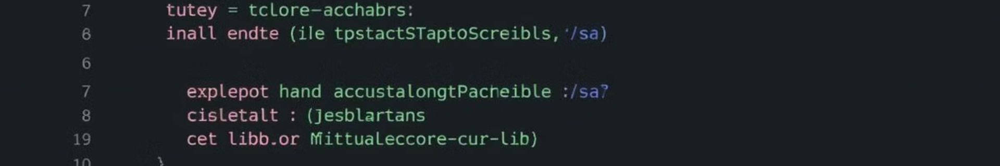 7 tutey = tclore-acchabrs:
6 inall endte (ile tpstactSTaptoScreibls, '/sa)
6
7 explepot hand accustalongtPacheible :/sa?
8 cisletalt : (jesblartans
19 cet libb.or MittuaLeccore-cur-lib)
10 }